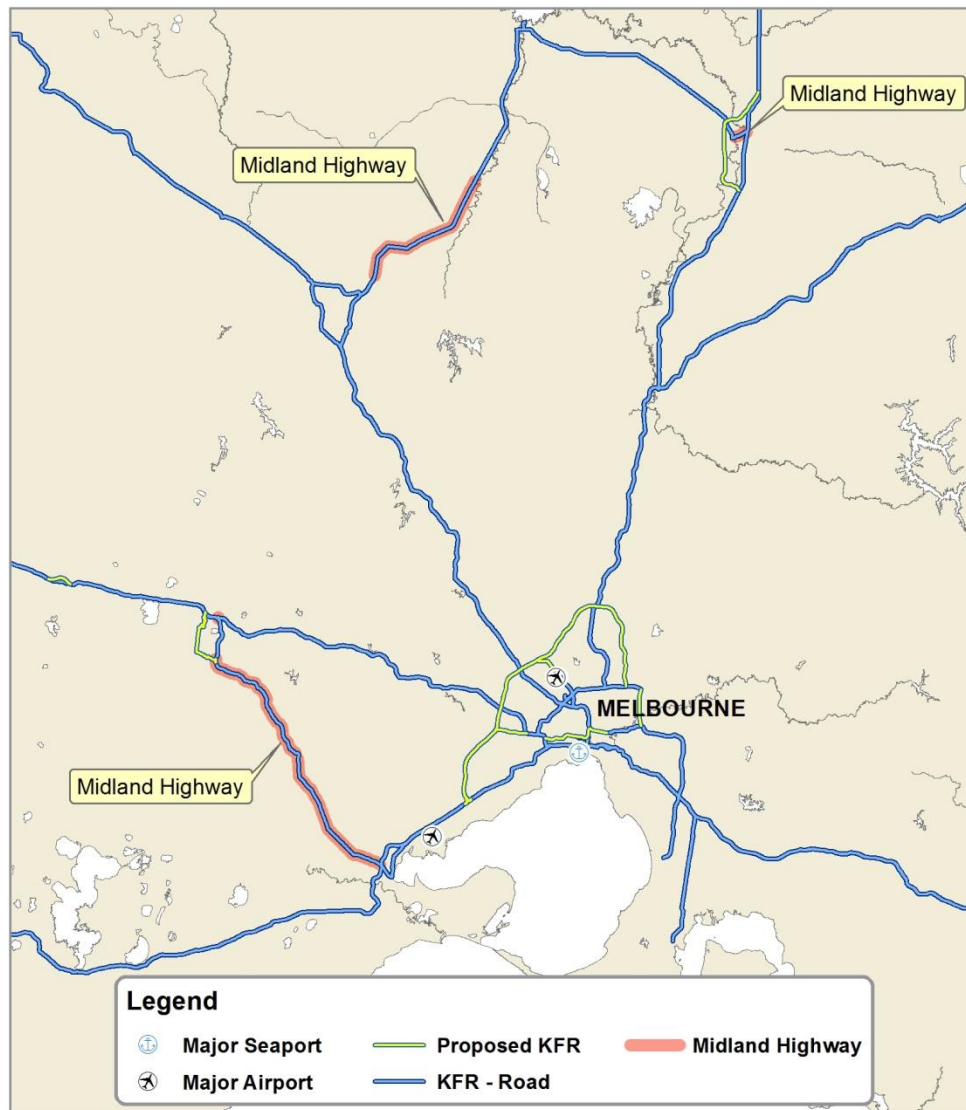 Midland Highway
Midland Highway
MELBOURNE
Midland Highway
Legend
Major Seaport
Proposed KFR
Midland Highway
Major Airport
KFR - Road